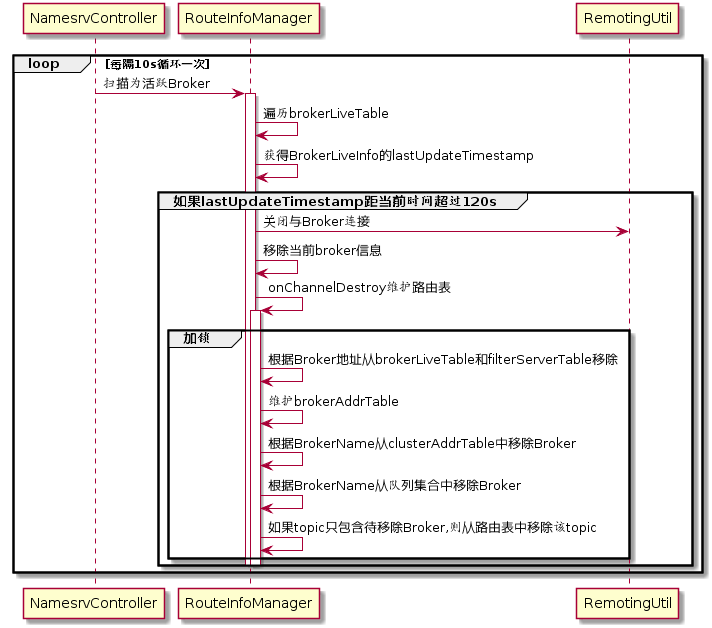 NamesrvController RouteInfoManager RemotingUtil
loop [每隔10s循环一次]
扫描为活跃Broker
遍历brokerLiveTable
获得BrokerLiveInfo的lastUpdateTimestamp
如果lastUpdateTimestamp距当前时间超过120s
关闭与Broker连接
移除当前broker信息
onChannelDestroy维护路由表
加锁
根据Broker地址从brokerLiveTable和filterServerTable移除
维护brokerAddrTable
根据BrokerName从clusterAddrTable中移除Broker
根据BrokerName从队列集合中移除Broker
如果topic只包含待移除Broker,则从路由表中移除该topic
NamesrvController RouteInfoManager RemotingUtil